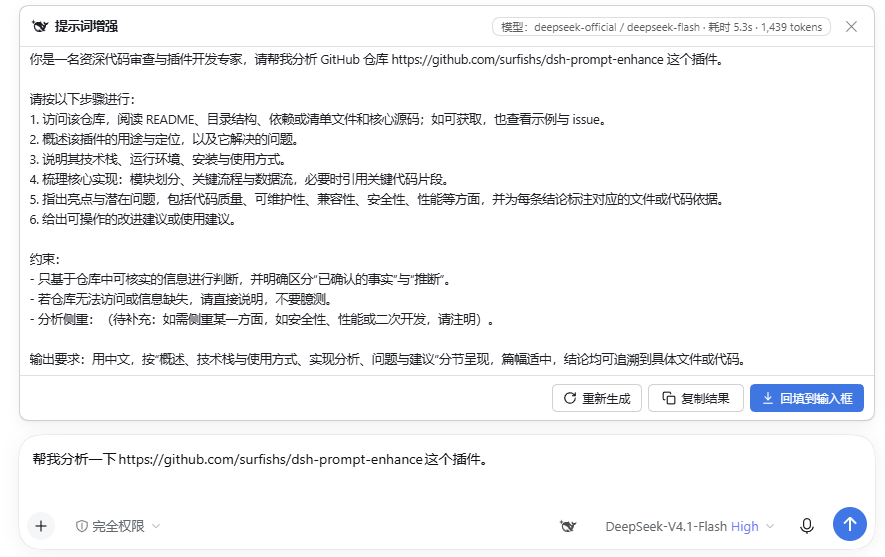 提示词增强
模型：deepseek-official / deepseek-flash · 耗时 5.3s · 1,439 tokens
你是一名资深代码审查与插件开发专家，请帮我分析 GitHub 仓库 https://github.com/surfishs/dsh-prompt-enhance 这个插件。
请按以下步骤进行：
1. 访问该仓库，阅读 README、目录结构、依赖或清单文件和核心源码；如可获取，也查看示例与 issue。
2. 概述该插件的用途与定位，以及它解决的问题。
3. 说明其技术栈、运行环境、安装与使用方式。
4. 梳理核心实现：模块划分、关键流程与数据流，必要时引用关键代码片段。
5. 指出亮点与潜在问题，包括代码质量、可维护性、兼容性、安全性、性能等方面，并为每条结论标注对应的文件或代码依据。
6. 给出可操作的改进建议或使用建议。
约束：
- 只基于仓库中可核实的信息进行判断，并明确区分“已确认的事实”与“推断”。
- 若仓库无法访问或信息缺失，请直接说明，不要臆测。
- 分析侧重：（待补充：如需侧重某一方面，如安全性、性能或二次开发，请注明）。
输出要求：用中文，按“概述、技术栈与使用方式、实现分析、问题与建议”分节呈现，篇幅适中，结论均可追溯到具体文件或代码。
重新生成
复制结果
回填到输入框
帮我分析一下https://github.com/surfishs/dsh-prompt-enhance这个插件。
完全权限
DeepSeek-V4.1-Flash High